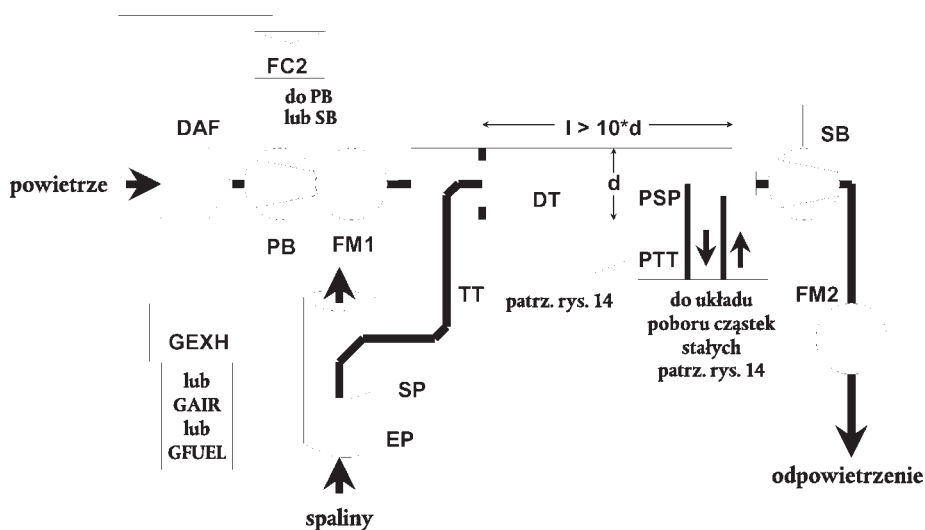 FC2
do PB
lub SB
DAF
l > 10*d
SB
powietrze
d
DT
PSP
PB
FM1
PTT
TT
patrz. rys. 14
do układu
poboru cząstek
stałych
patrz. rys. 14
FM2
GEXH
lub
GAIR
lub
GFUEL
SP
EP
odpowietrzenie
spaliny